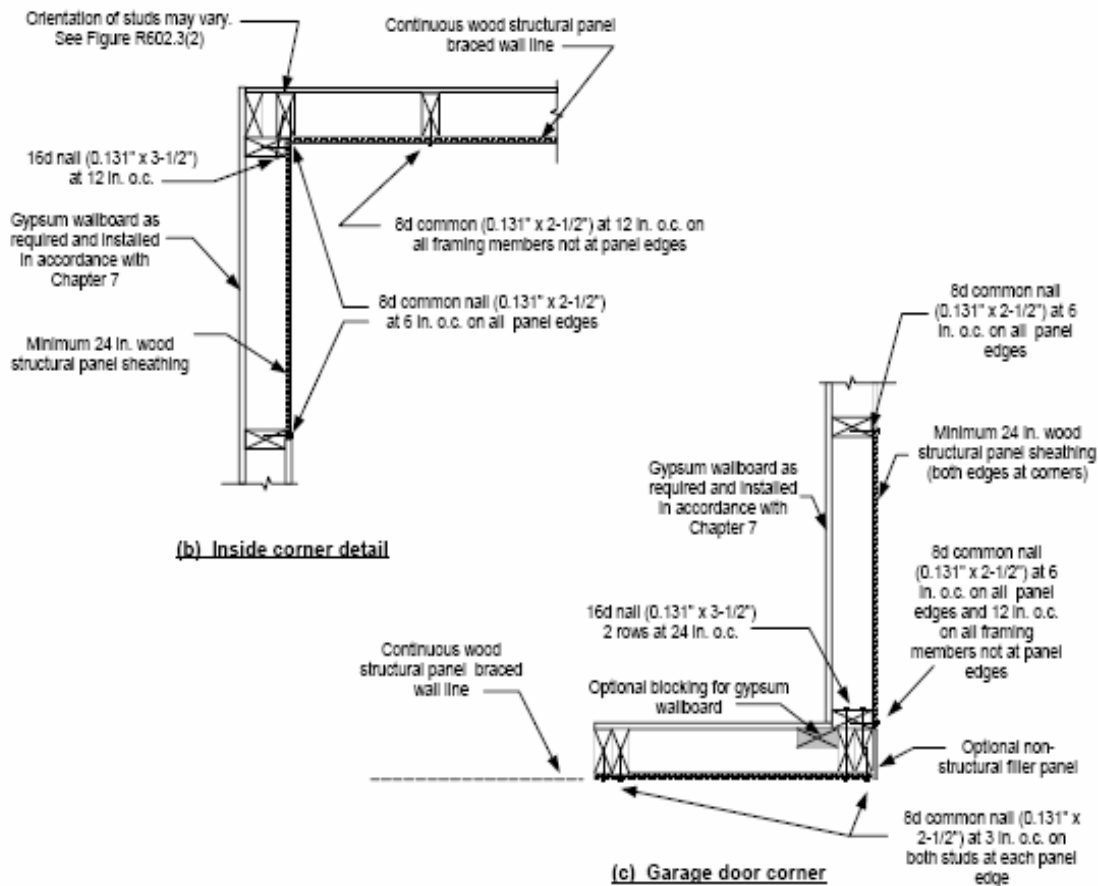 Orientation of studs may vary.
See Figure R602.3(2)
Continuous wood structural panel
braced wall line
16d nail (0.131" x 3-1/2")
at 12 in. o.c.
Gypsum wallboard as
required and installed
in accordance with
Chapter 7
8d common (0.131" x 2-1/2") at 12 in. o.c. on
all framing members not at panel edges
8d common nail (0.131" x 2-1/2")
at 6 in. o.c. on all panel edges
Minimum 24 in. wood
structural panel sheathing
(b) Inside corner detail
8d common nail
(0.131" x 2-1/2") at 6
in. o.c. on all panel
edges
Minimum 24 in. wood
structural panel sheathing
(both edges at corners)
Gypsum wallboard as
required and installed
in accordance with
Chapter 7
8d common nail
(0.131" x 2-1/2") at 6
in. o.c. on all panel
edges and 12 in. o.c.
on all framing
members not at panel
edges
16d nail (0.131" x 3-1/2")
2 rows at 24 in. o.c.
Continuous wood
structural panel braced
wall line
Optional blocking for gypsum
wallboard
Optional non-
structural filler panel
8d common nail (0.131" x
2-1/2") at 3 in. o.c. on
both studs at each panel
edge
(c) Garage door corner